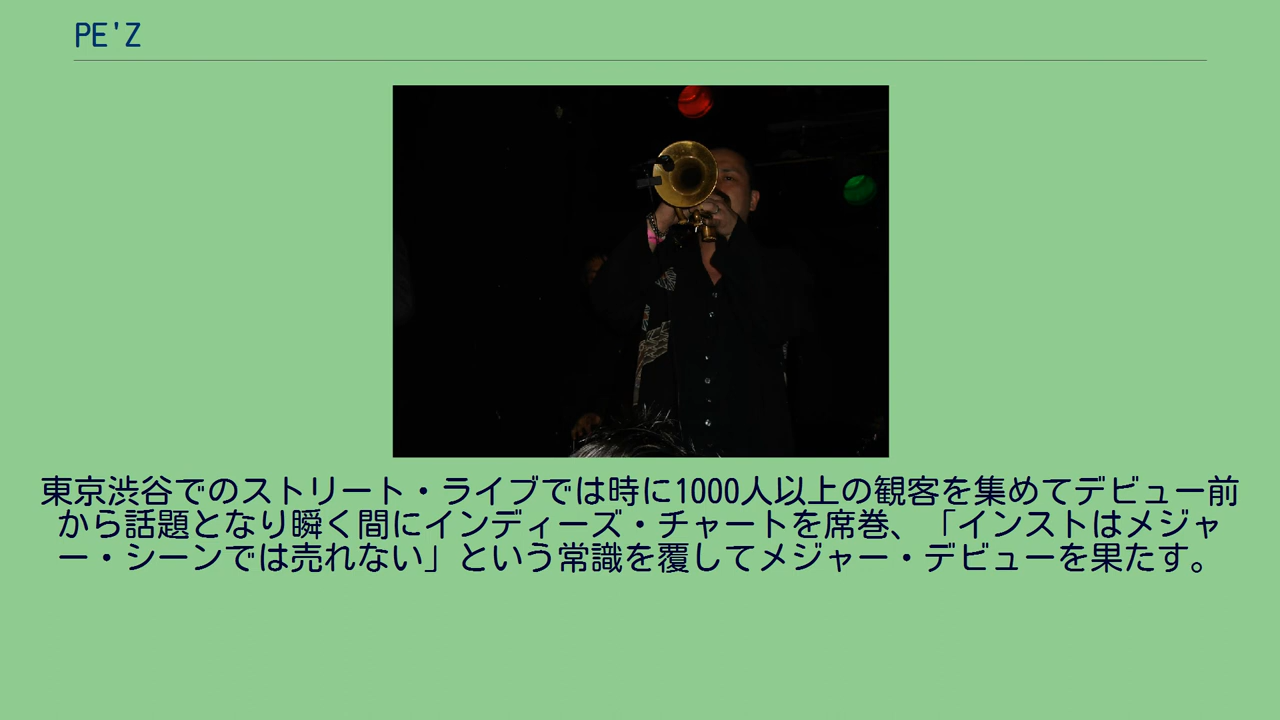 PE'Z
東京渋谷でのストリート・ライブでは時に1000人以上の観客を集めてデビュー前
から話題となり瞬く間にインディーズ・チャートを席巻、「インストはメジャ
ー・シーンでは売れない」という常識を覆してメジャー・デビューを果たす。